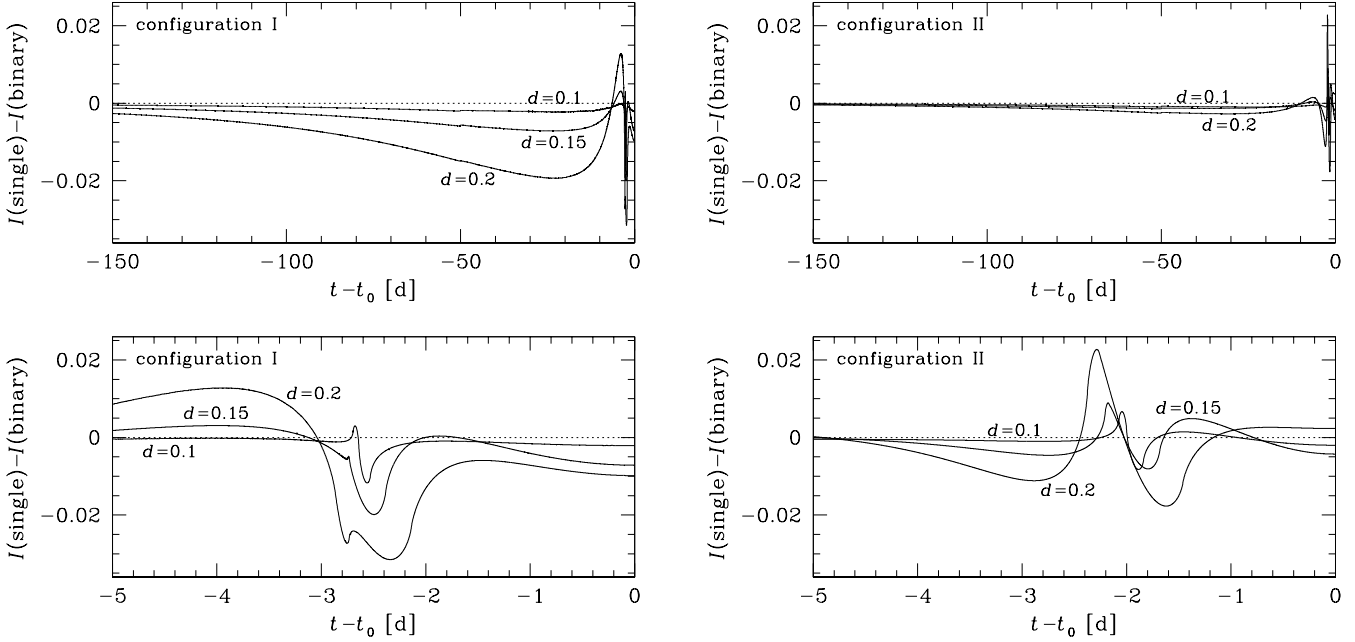 configuration I
I(single)−I(binary)
0.02
0
−0.02
d=0.1
d=0.15
d=0.2
−150
−100
−50
0
t−t₀ [d]
configuration II
I(single)−I(binary)
0.02
0
−0.02
d=0.1
d=0.2
−150
−100
−50
0
t−t₀ [d]
configuration I
I(single)−I(binary)
0.02
0
−0.02
d=0.2
d=0.15
d=0.1
−5
−4
−3
−2
−1
0
t−t₀ [d]
configuration II
I(single)−I(binary)
0.02
0
−0.02
d=0.15
d=0.1
d=0.2
−5
−4
−3
−2
−1
0
t−t₀ [d]